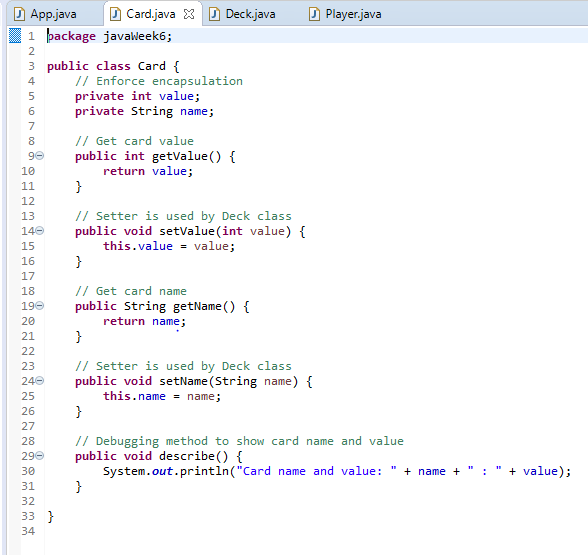 App.java Card.java Deck.java Player.java
1 package javaWeek6;
2
3 public class Card {
4 // Enforce encapsulation
5 private int value;
6 private String name;
7
8 // Get card value
9 public int getValue() {
10 return value;
11 }
12
13 // Setter is used by Deck class
14 public void setValue(int value) {
15 this.value = value;
16 }
17
18 // Get card name
19 public String getName() {
20 return name;
21 }
22
23 // Setter is used by Deck class
24 public void setName(String name) {
25 this.name = name;
26 }
27
28 // Debugging method to show card name and value
29 public void describe() {
30 System.out.println("Card name and value: " + name + " : " + value);
31 }
32
33 }
34